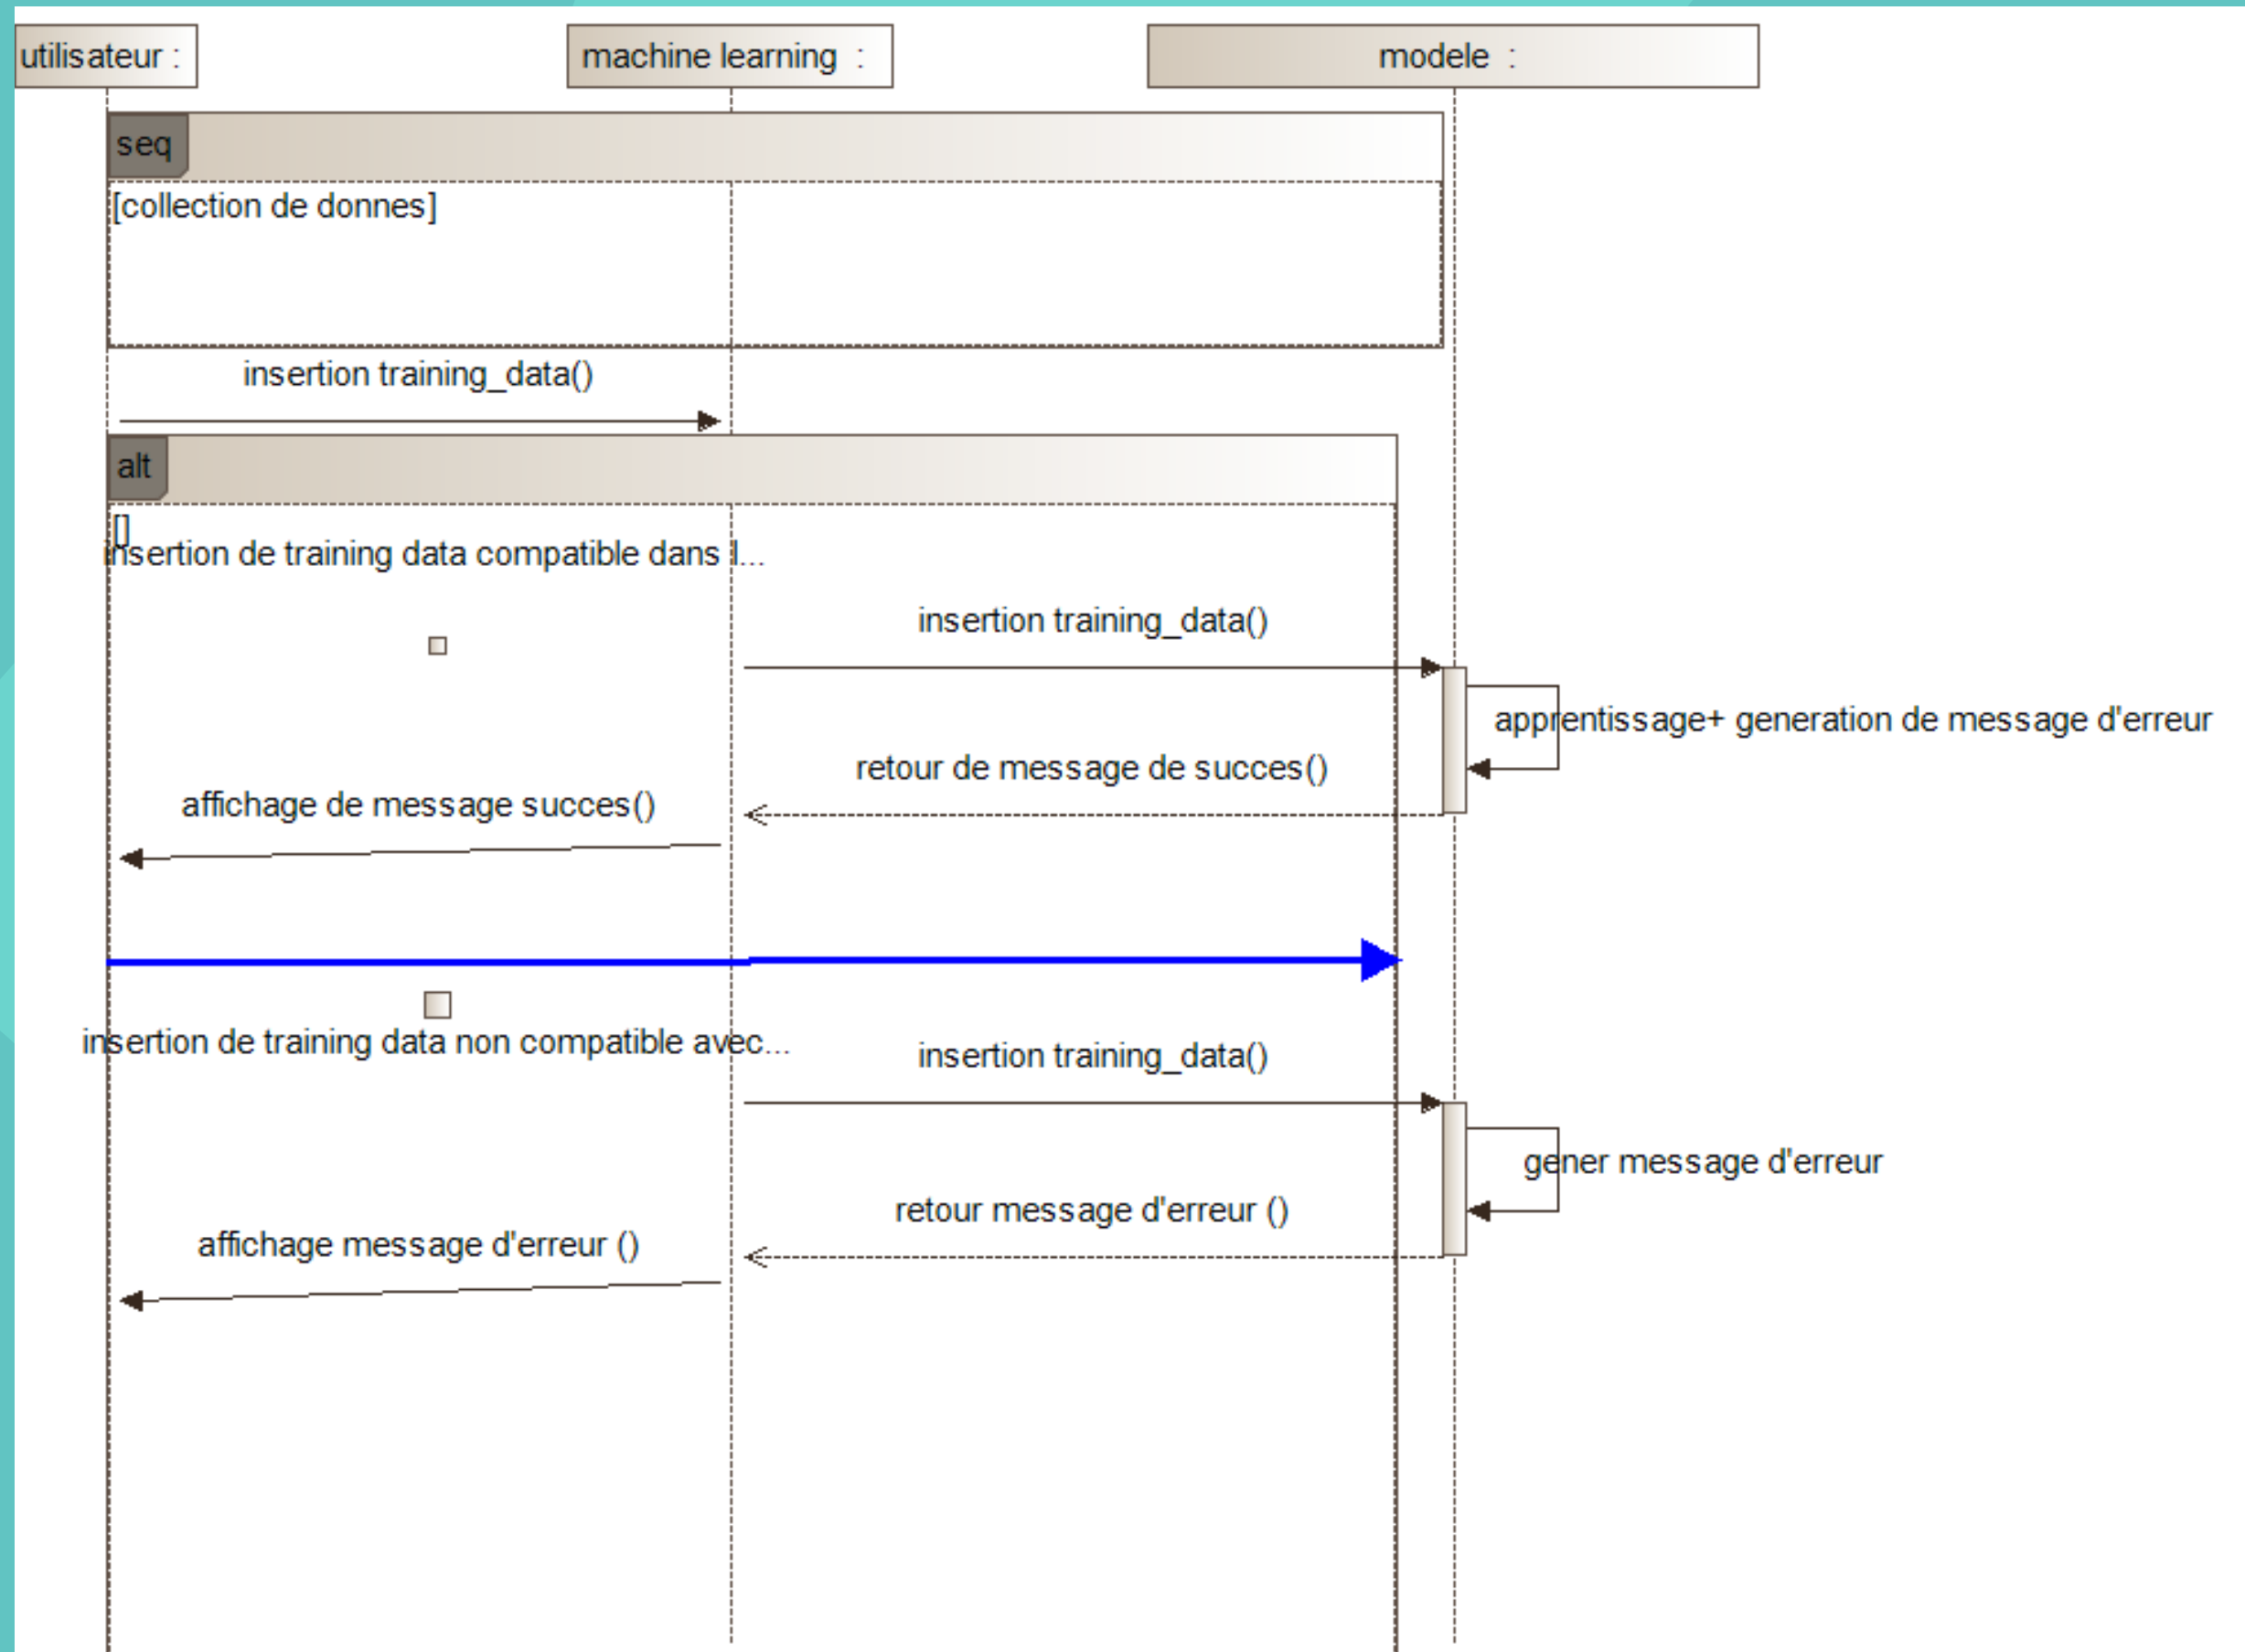 utilisateur :
machine learning :
modele :
seq
[collection de donnes]
insertion training_data()
alt
[]
insertion de training data compatible dans l...
insertion training_data()
apprentissage+ generation de message d'erreur
retour de message de succes()
affichage de message succes()
insertion de training data non compatible avec...
insertion training_data()
gener message d'erreur
retour message d'erreur ()
affichage message d'erreur ()